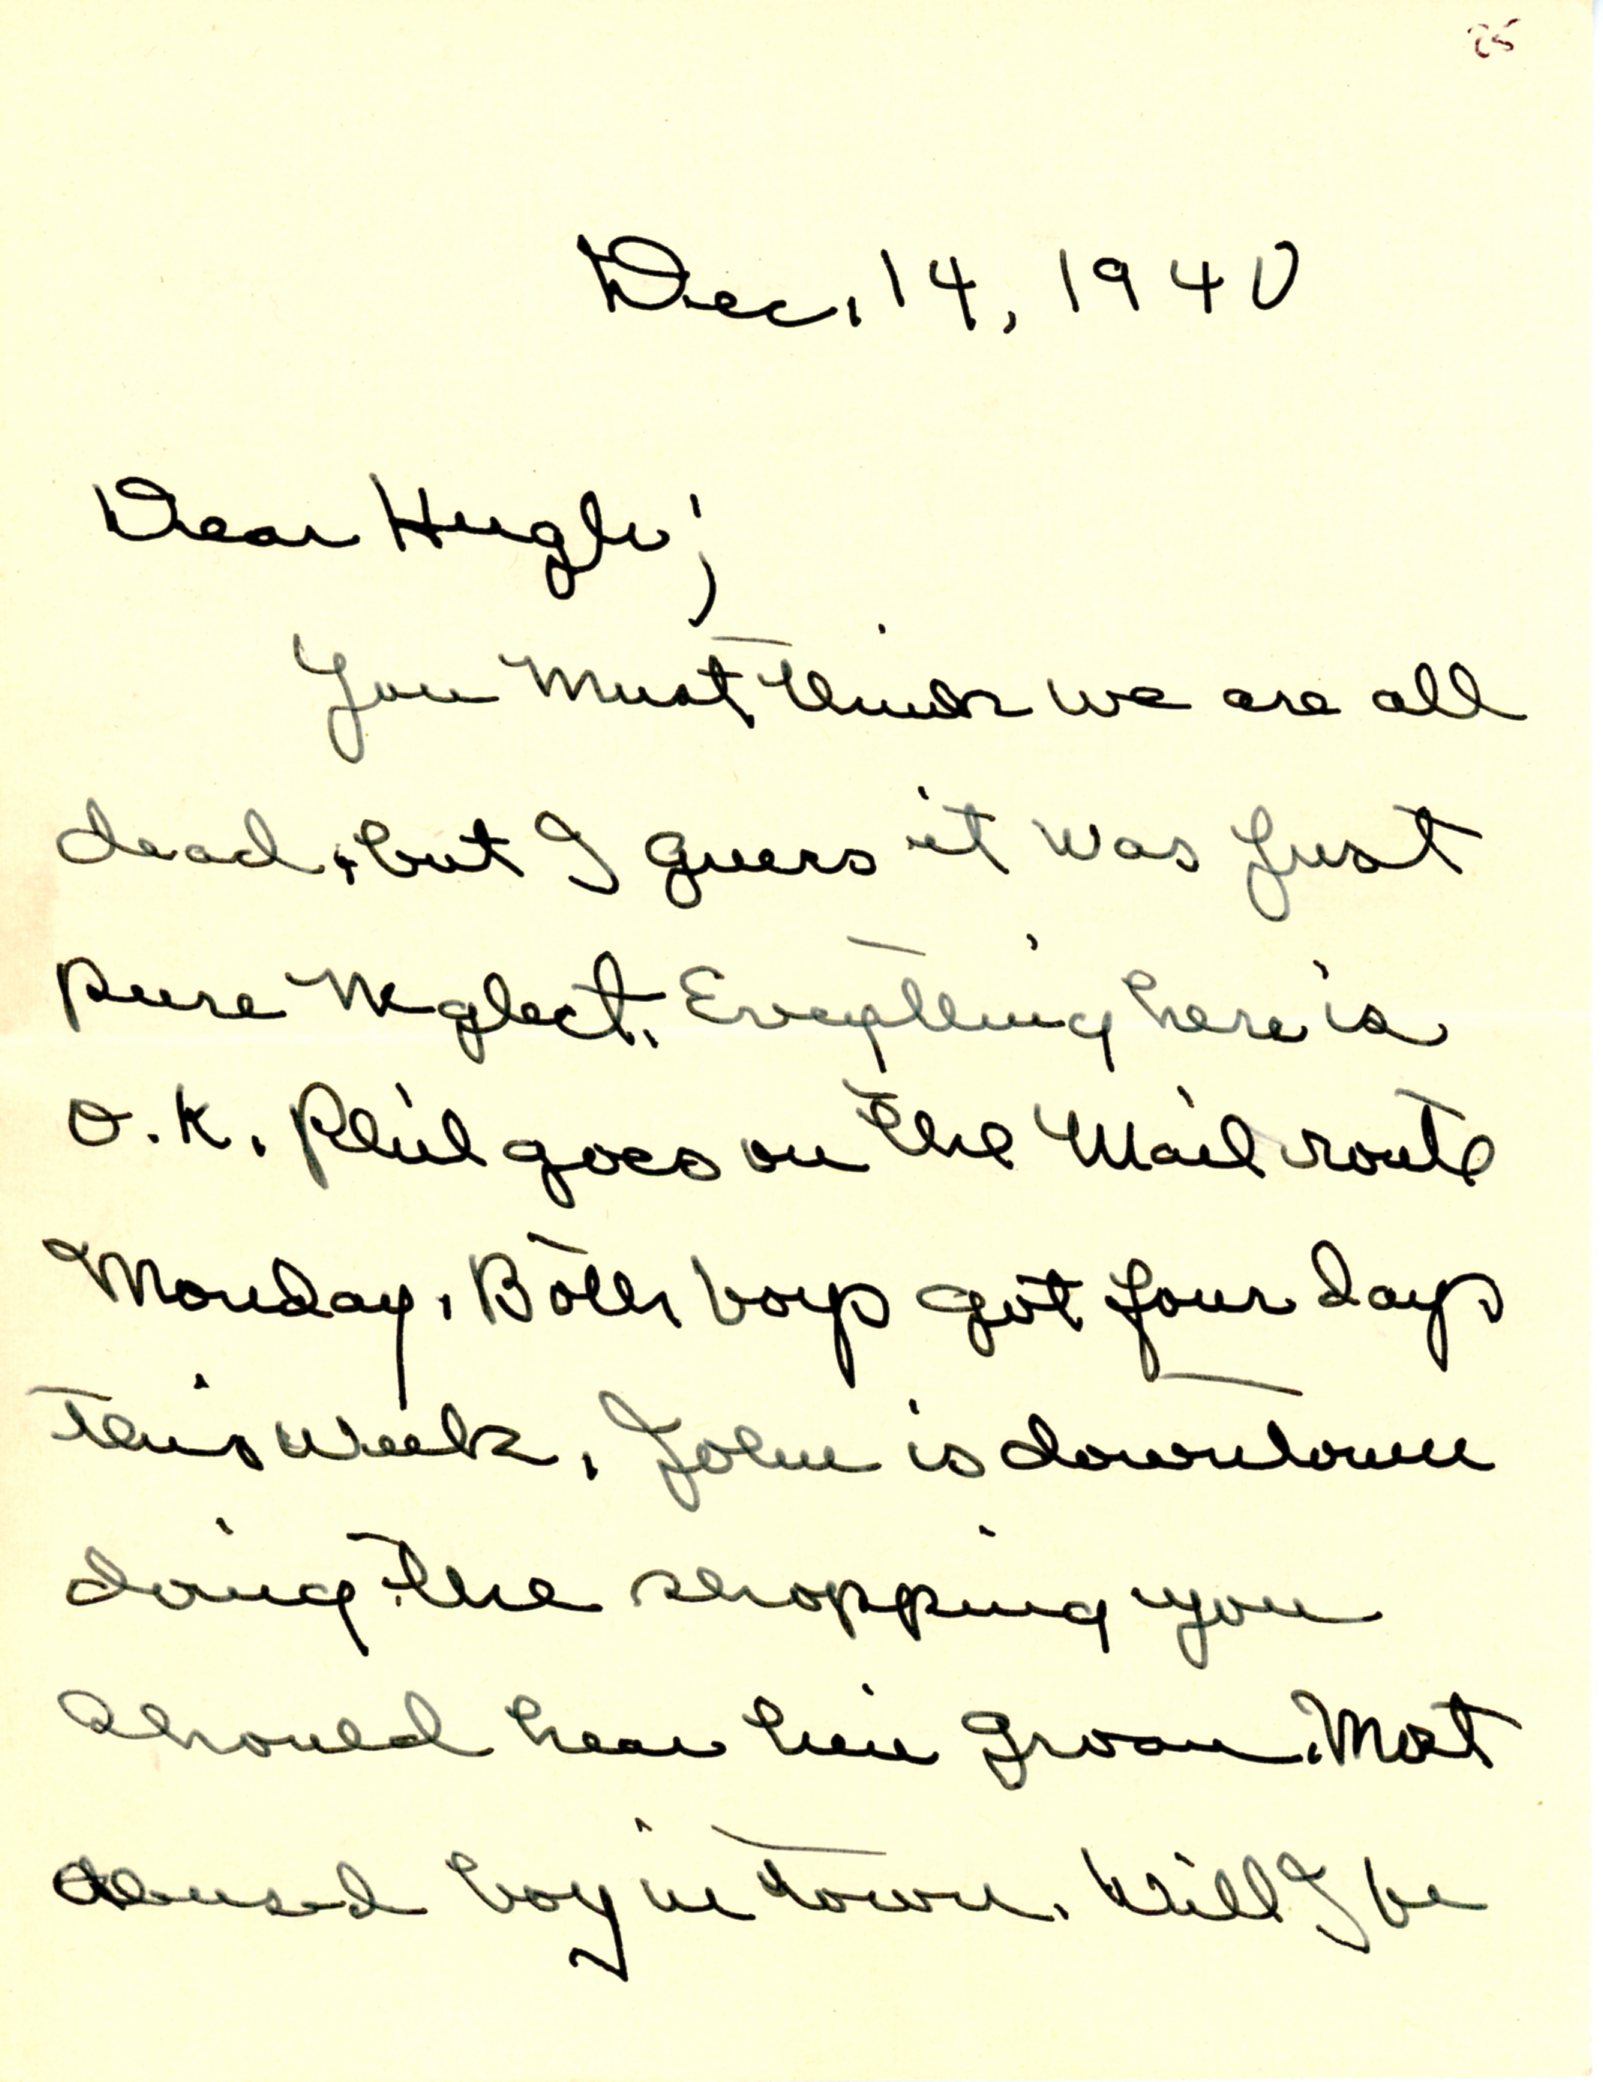 25
Dec. 14, 1940
Dear Hugh;
You must think we are all
dead, but I guess it was just
pure neglect. Everything here is
O.K. Phil goes on the Mail route
Monday. Both boys got four days
this week. John is downtown
doing the shopping you
should hear him groan. Most
abused boy in town. Will I be